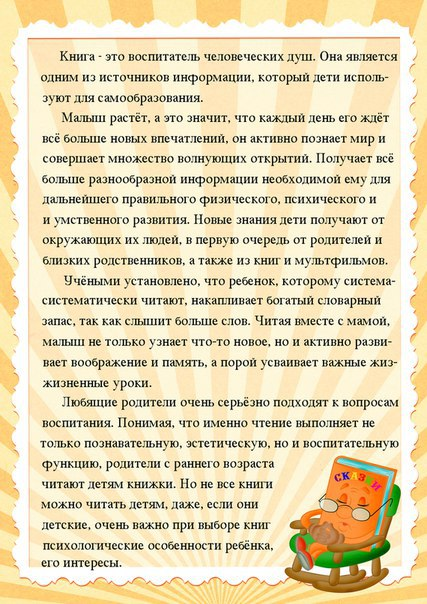 Книга - это воспитатель человеческих душ. Она является
одним из источников информации, который дети исполь-
зуют для самообразования.
Малыш растёт, а это значит, что каждый день его ждёт
всё больше новых впечатлений, он активно познает мир и
совершает множество волнующих открытий. Получает всё
больше разнообразной информации необходимой ему для
дальнейшего правильного физического, психического и
и умственного развития. Новые знания дети получают от
окружающих их людей, в первую очередь от родителей и
близких родственников, а также из книг и мультфильмов.
Учёными установлено, что ребенок, которому система-
систематически читают, накапливает богатый словарный
запас, так как слышит больше слов. Читая вместе с мамой,
малыш не только узнает что-то новое, но и активно разви-
вает воображение и память, а порой усваивает важные жиз-
жизненные уроки.
Любящие родители очень серьёзно подходят к вопросам
воспитания. Понимая, что именно чтение выполняет не
только познавательную, эстетическую, но и воспитательную
функцию, родители с раннего возраста
читают детям книжки. Но не все книги
можно читать детям, даже, если они
детские, очень важно при выборе книг
психологические особенности ребёнка,
его интересы.
СКАЗКИ